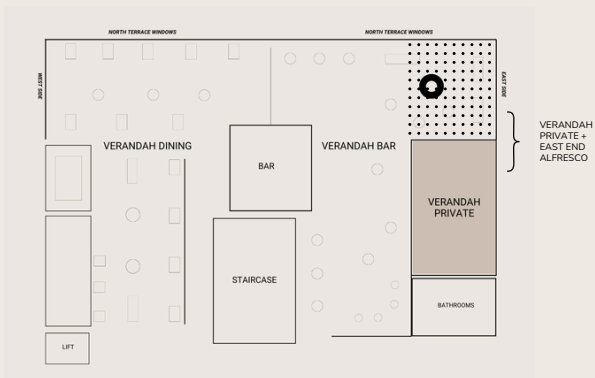 NORTH TERRACE WINDOWS
NORTH TERRACE WINDOWS
WEST SIDE
EAST SIDE
VERANDAH
PRIVATE +
EAST END
ALFRESCO
VERANDAH DINING
VERANDAH BAR
BAR
VERANDAH
PRIVATE
STAIRCASE
BATHROOMS
LIFT